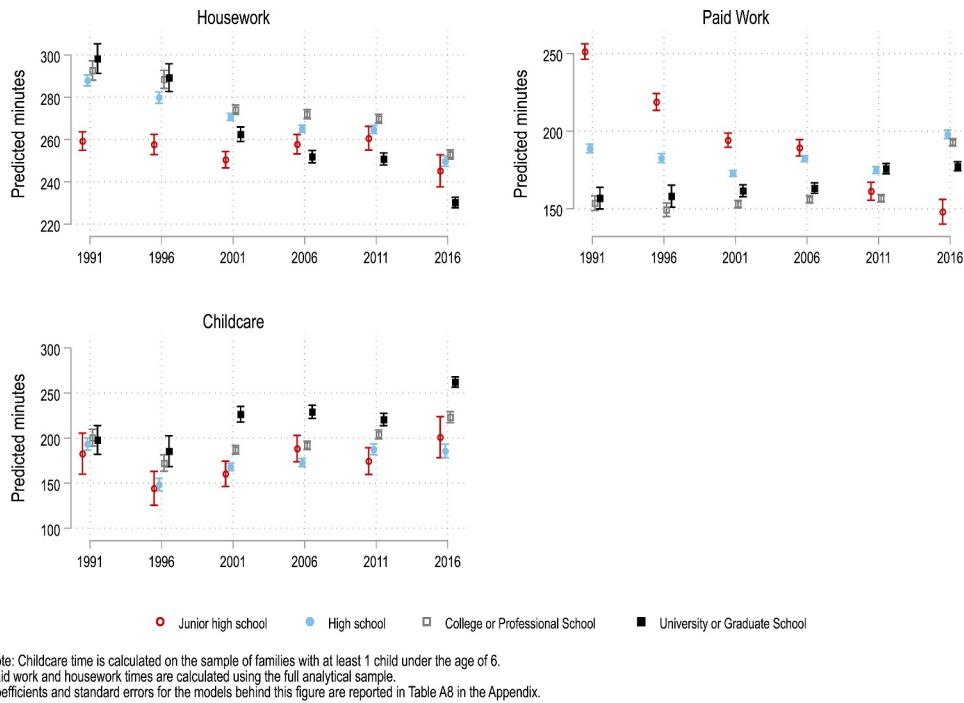 Housework
Predicted minutes
300
280
260
240
220
1991 1996 2001 2006 2011 2016
Paid Work
Predicted minutes
250
200
150
1991 1996 2001 2006 2011 2016
Childcare
Predicted minutes
300
250
200
150
100
1991 1996 2001 2006 2011 2016
Junior high school High school College or Professional School University or Graduate School
ote: Childcare time is calculated on the sample of families with at least 1 child under the age of 6.
aid work and housework times are calculated using the full analytical sample.
oefficients and standard errors for the models behind this figure are reported in Table A8 in the Appendix.